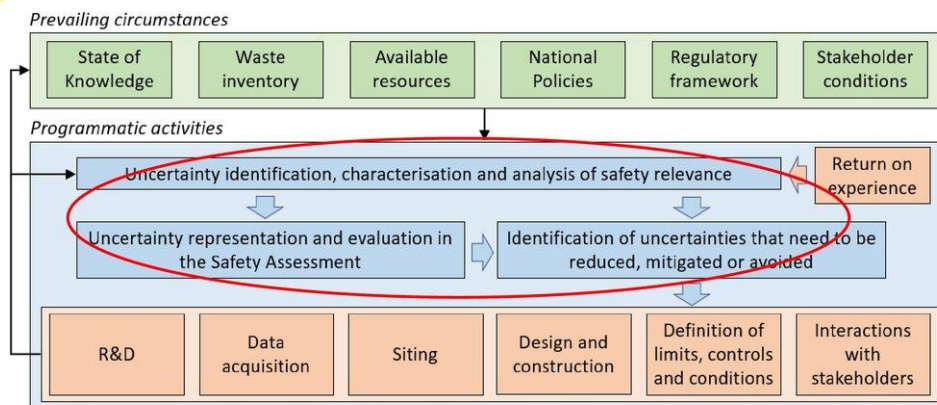 Prevailing circumstances
State of
Knowledge
Waste
inventory
Available
resources
National
Policies
Regulatory
framework
Stakeholder
conditions
Programmatic activities
Uncertainty identification, characterisation and analysis of safety relevance
Return on
experience
Uncertainty representation and evaluation in
the Safety Assessment
Identification of uncertainties that need to be
reduced, mitigated or avoided
R&D
Data
acquisition
Siting
Design and
construction
Definition of
limits, controls
and conditions
Interactions
with
stakeholders